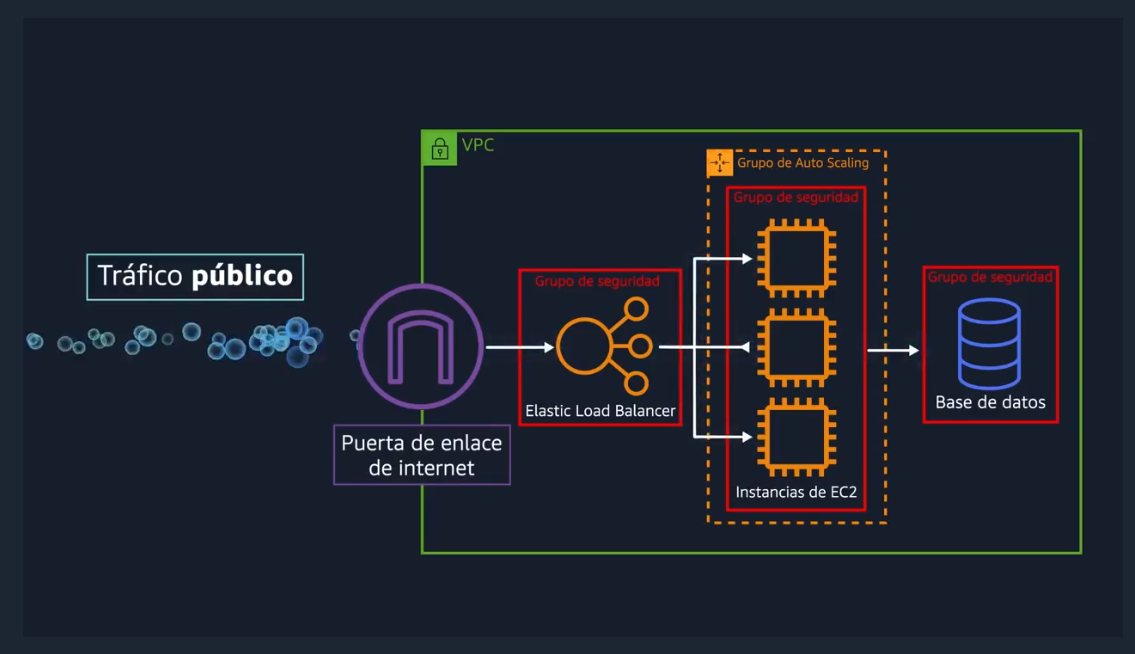 VPC
Grupo de Auto Scaling
Grupo de seguridad
Tráfico público
Grupo de seguridad
Grupo de seguridad
Elastic Load Balancer
Base de datos
Puerta de enlace
de internet
Instancias de EC2